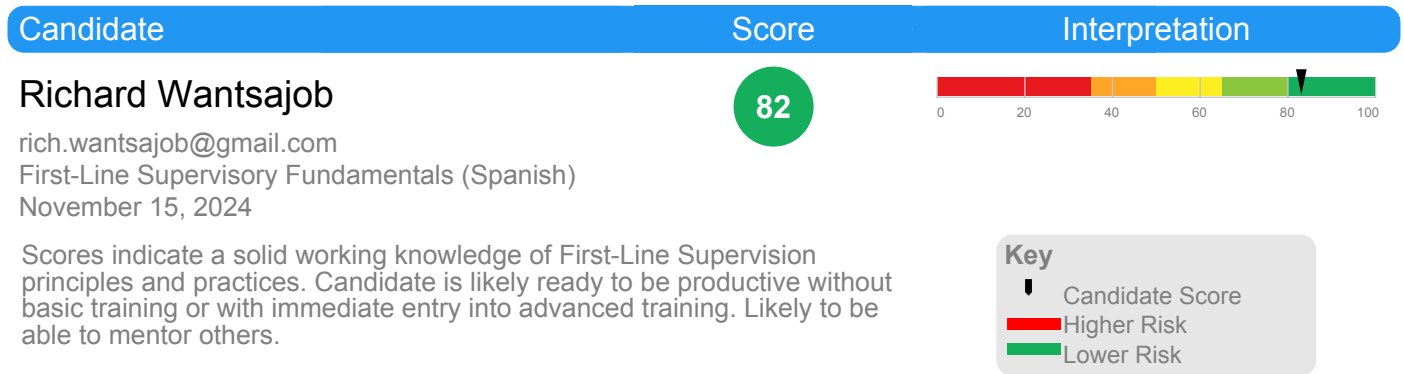 Candidate Score Interpretation
Richard Wantsajob
82
0 20 40 60 80 100
rich.wantsajob@gmail.com
First-Line Supervisory Fundamentals (Spanish)
November 15, 2024
Scores indicate a solid working knowledge of First-Line Supervision
principles and practices. Candidate is likely ready to be productive without
basic training or with immediate entry into advanced training. Likely to be
able to mentor others.
Key
Candidate Score
Higher Risk
Lower Risk